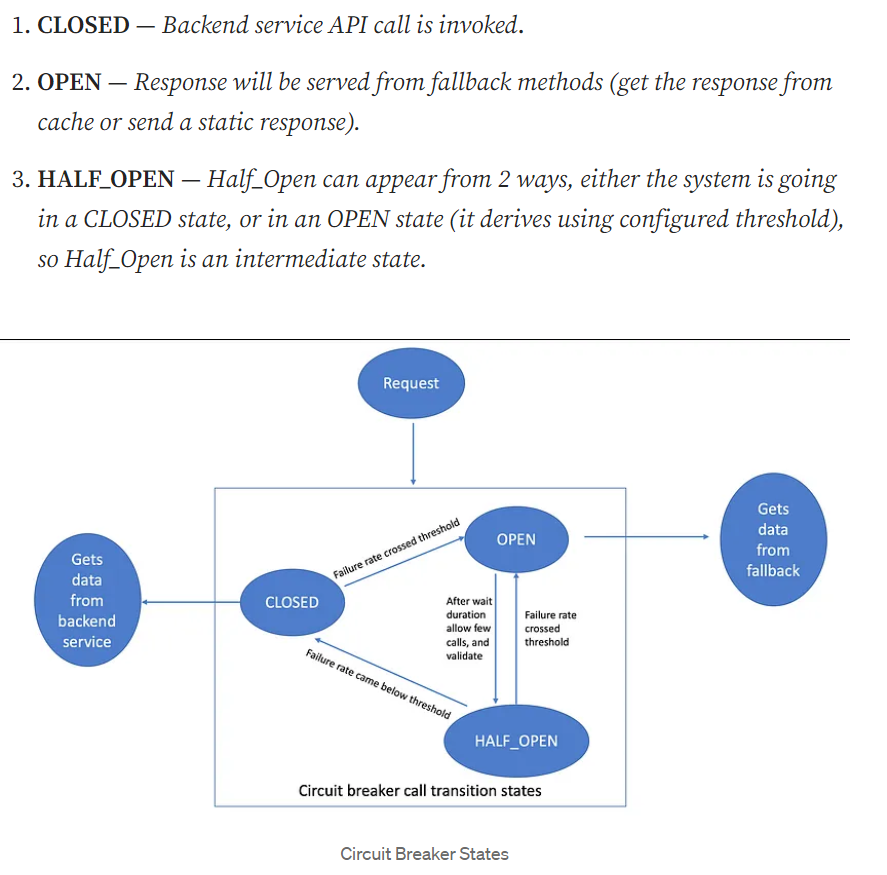 1. CLOSED — Backend service API call is invoked.
2. OPEN — Response will be served from fallback methods (get the response from
cache or send a static response).
3. HALF_OPEN — Half_Open can appear from 2 ways, either the system is going
in a CLOSED state, or in an OPEN state (it derives using configured threshold),
so Half_Open is an intermediate state.
Request
Gets
data
from
backend
service
CLOSED
Failure rate crossed threshold
OPEN
Gets
data
from
fallback
After wait
duration
allow few
calls, and
validate
Failure rate
crossed
threshold
Failure rate came below threshold
HALF_OPEN
Circuit breaker call transition states
Circuit Breaker States